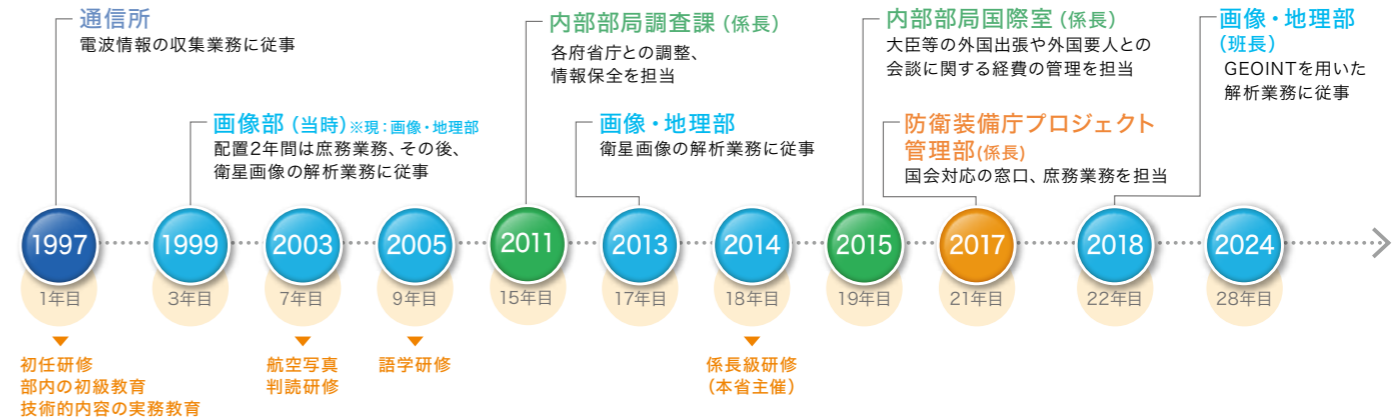 通信所
電波情報の収集業務に従事
内部部局調査課（係長）
各府省庁との調整、
情報保全を担当
内部部局国際室（係長）
大臣等の外国出張や外国要人との
会談に関する経費の管理を担当
画像・地理部
（班長）
GEOINTを用いた
解析業務に従事
画像部（当時）※現：画像・地理部
配置2年間は庶務業務、その後、
衛星画像の解析業務に従事
画像・地理部
衛星画像の解析業務に従事
防衛装備庁プロジェクト
管理部(係長)
国会対応の窓口、庶務業務を担当
1997
1999
2003
2005
2011
2013
2014
2015
2017
2018
2024
1年目
3年目
7年目
9年目
15年目
17年目
18年目
19年目
21年目
22年目
28年目
初任研修
部内の初級教育
技術的内容の実務教育
航空写真
判読研修
語学研修
係長級研修
（本省主催）